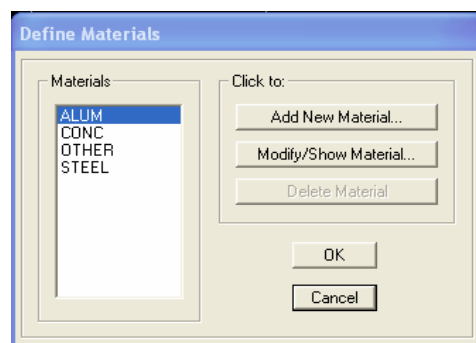 Define Materials
Materials
ALUM
CONC
OTHER
STEEL
Click to:
Add New Material...
Modify/Show Material...
Delete Material
OK
Cancel